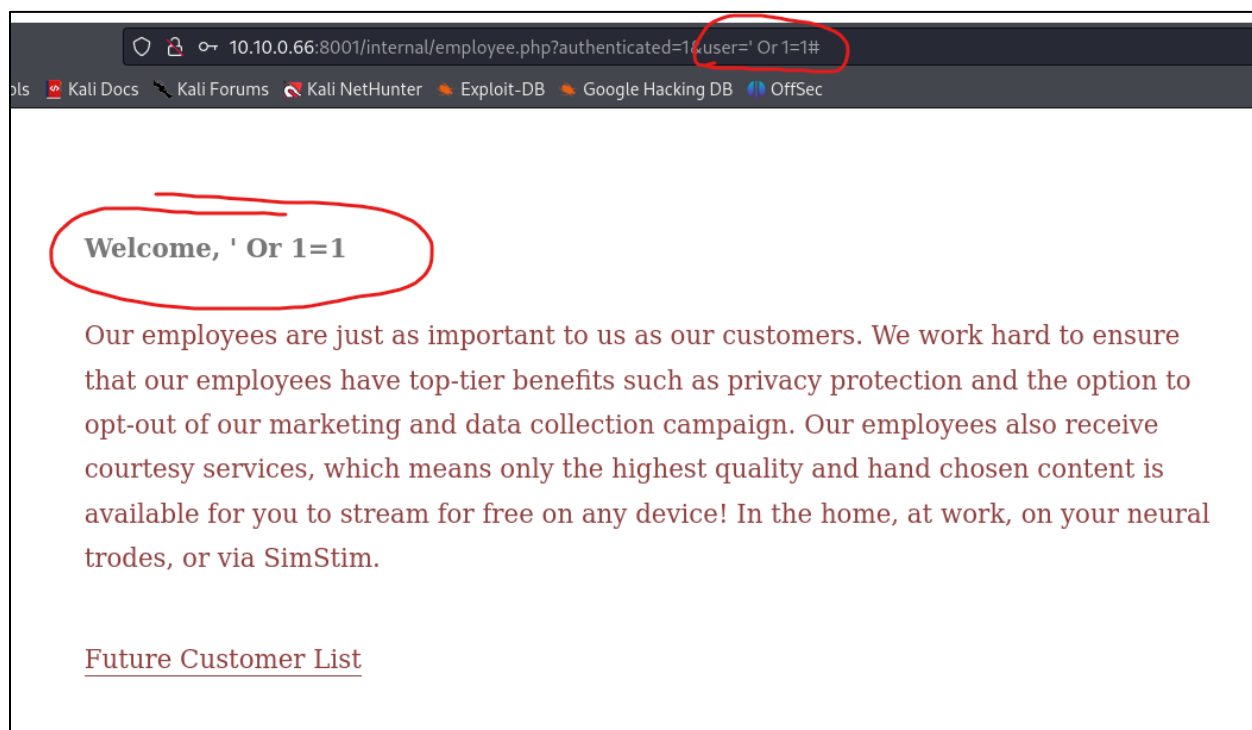 10.10.0.66:8001/internal/employee.php?authenticated=1&user=' Or 1=1#
ols Kali Docs Kali Forums Kali NetHunter Exploit-DB Google Hacking DB OffSec
Welcome, ' Or 1=1
Our employees are just as important to us as our customers. We work hard to ensure
that our employees have top-tier benefits such as privacy protection and the option to
opt-out of our marketing and data collection campaign. Our employees also receive
courtesy services, which means only the highest quality and hand chosen content is
available for you to stream for free on any device! In the home, at work, on your neural
trodes, or via SimStim.
Future Customer List